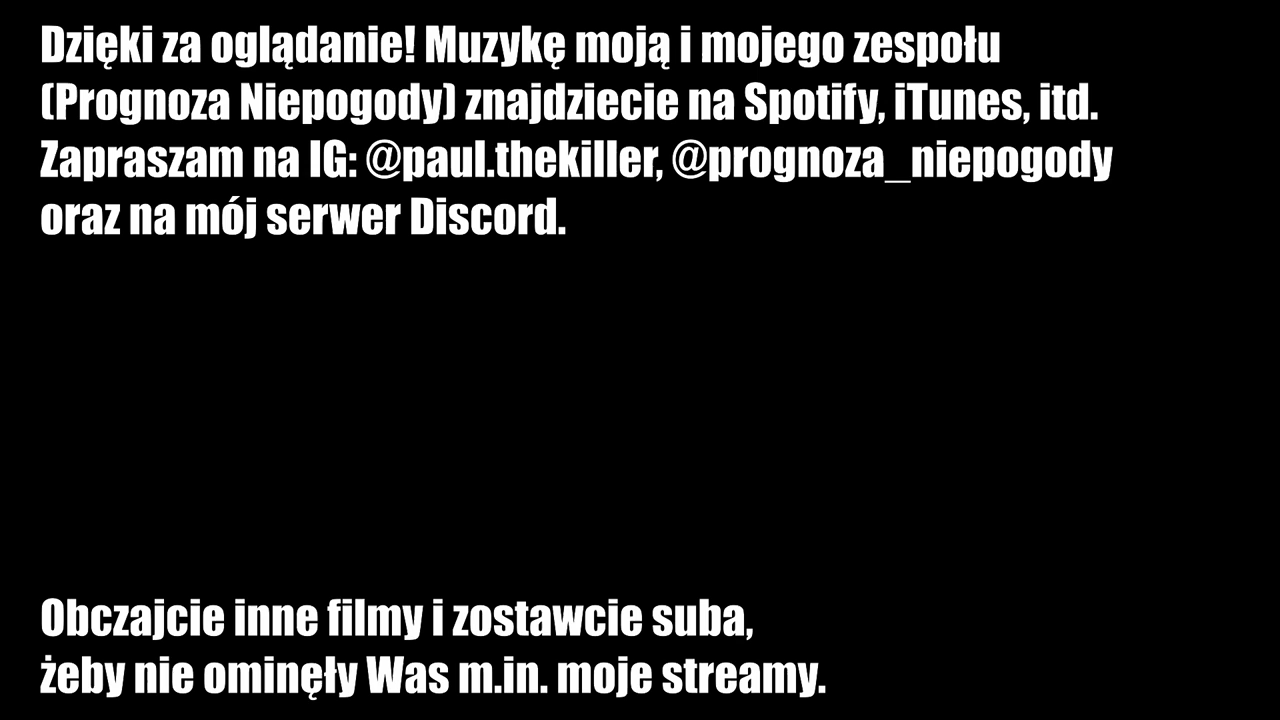 Dzięki za oglądanie! Muzykę moją i mojego zespołu
(Prognoza Niepogody) znajdziecie na Spotify, iTunes, itd.
Zapraszam na IG: @paul.thekiller, @prognoza_niepogody
oraz na mój serwer Discord.
Obczajcie inne filmy i zostawcie suba,
żeby nie ominęły Was m.in. moje streamy.